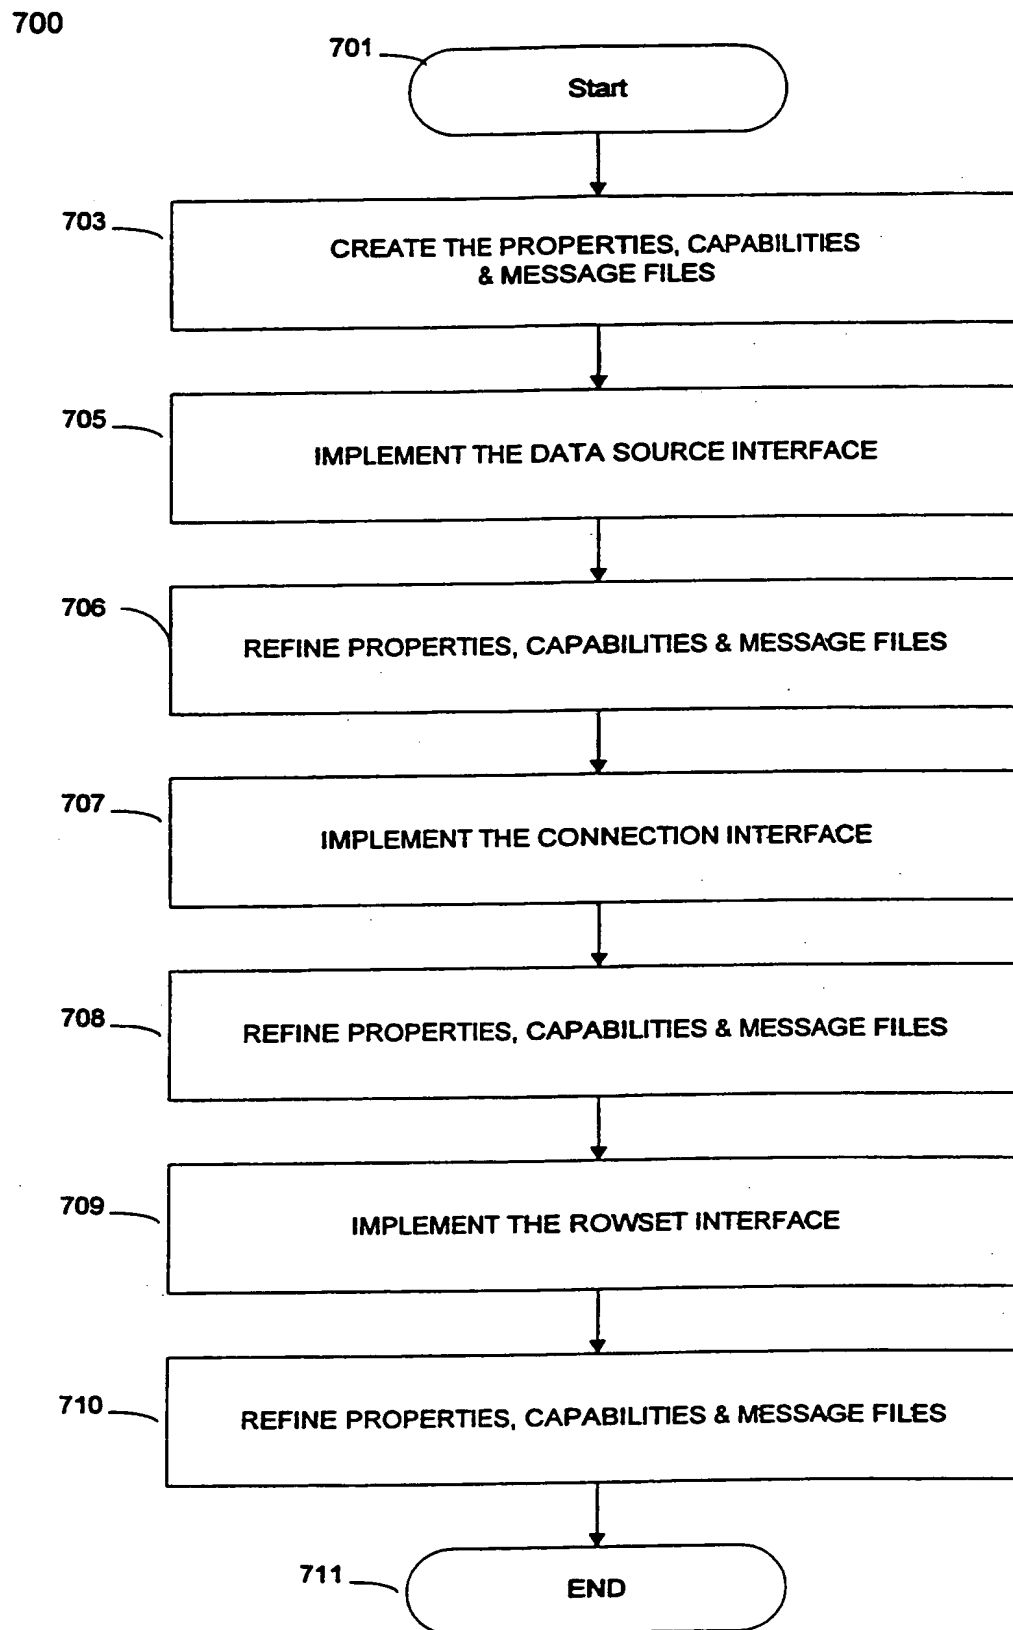 700
701
Start
703
CREATE THE PROPERTIES, CAPABILITIES
& MESSAGE FILES
705
IMPLEMENT THE DATA SOURCE INTERFACE
706
REFINE PROPERTIES, CAPABILITIES & MESSAGE FILES
707
IMPLEMENT THE CONNECTION INTERFACE
708
REFINE PROPERTIES, CAPABILITIES & MESSAGE FILES
709
IMPLEMENT THE ROWSET INTERFACE
710
REFINE PROPERTIES, CAPABILITIES & MESSAGE FILES
711
END